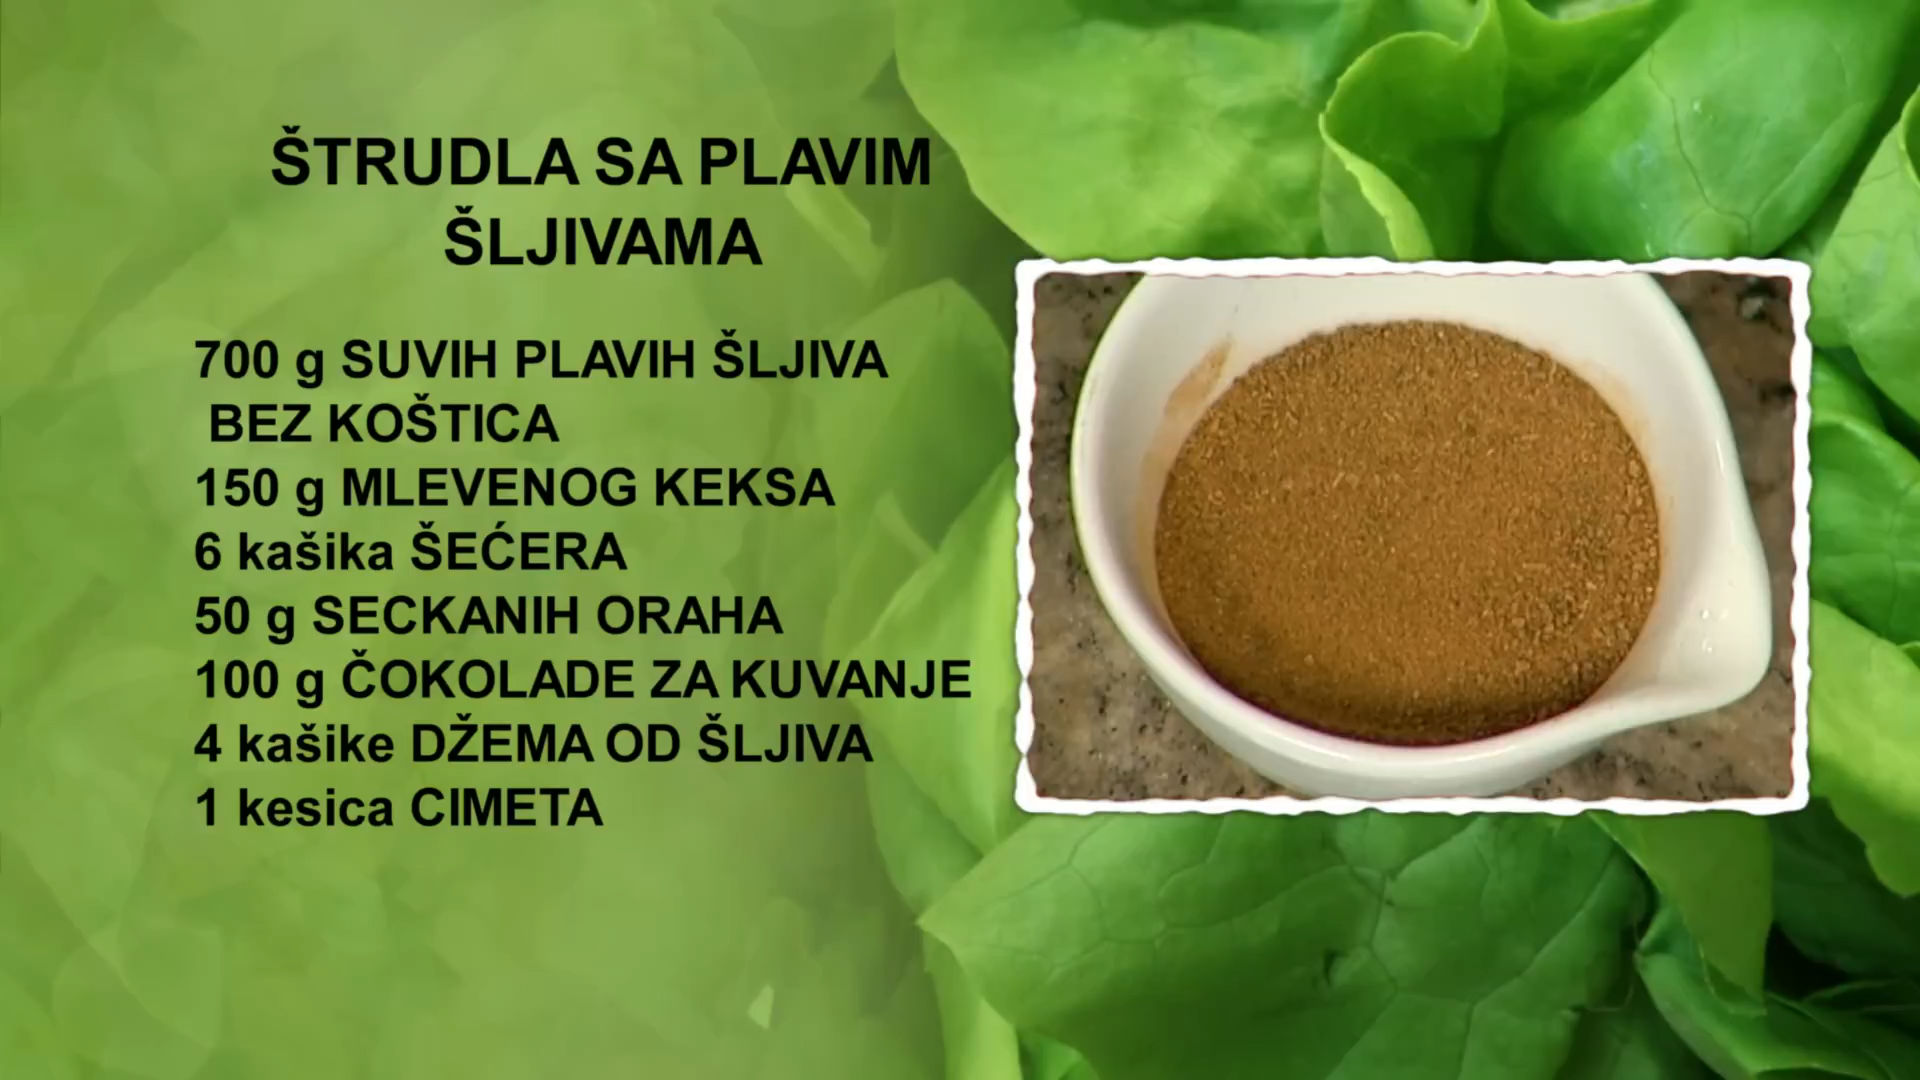 ŠTRUDLA SA PLAVIM
ŠLJIVAMA
700 g SUVIH PLAVIH ŠLJIVA
BEZ KOŠTICA
150 g MLEVENOG KEKSA
6 kašika ŠEĆERA
50 g SECKANIH ORAHA
100 g ČOKOLADE ZA KUVANJE
4 kašike DŽEMA OD ŠLJIVA
1 kesica CIMETA